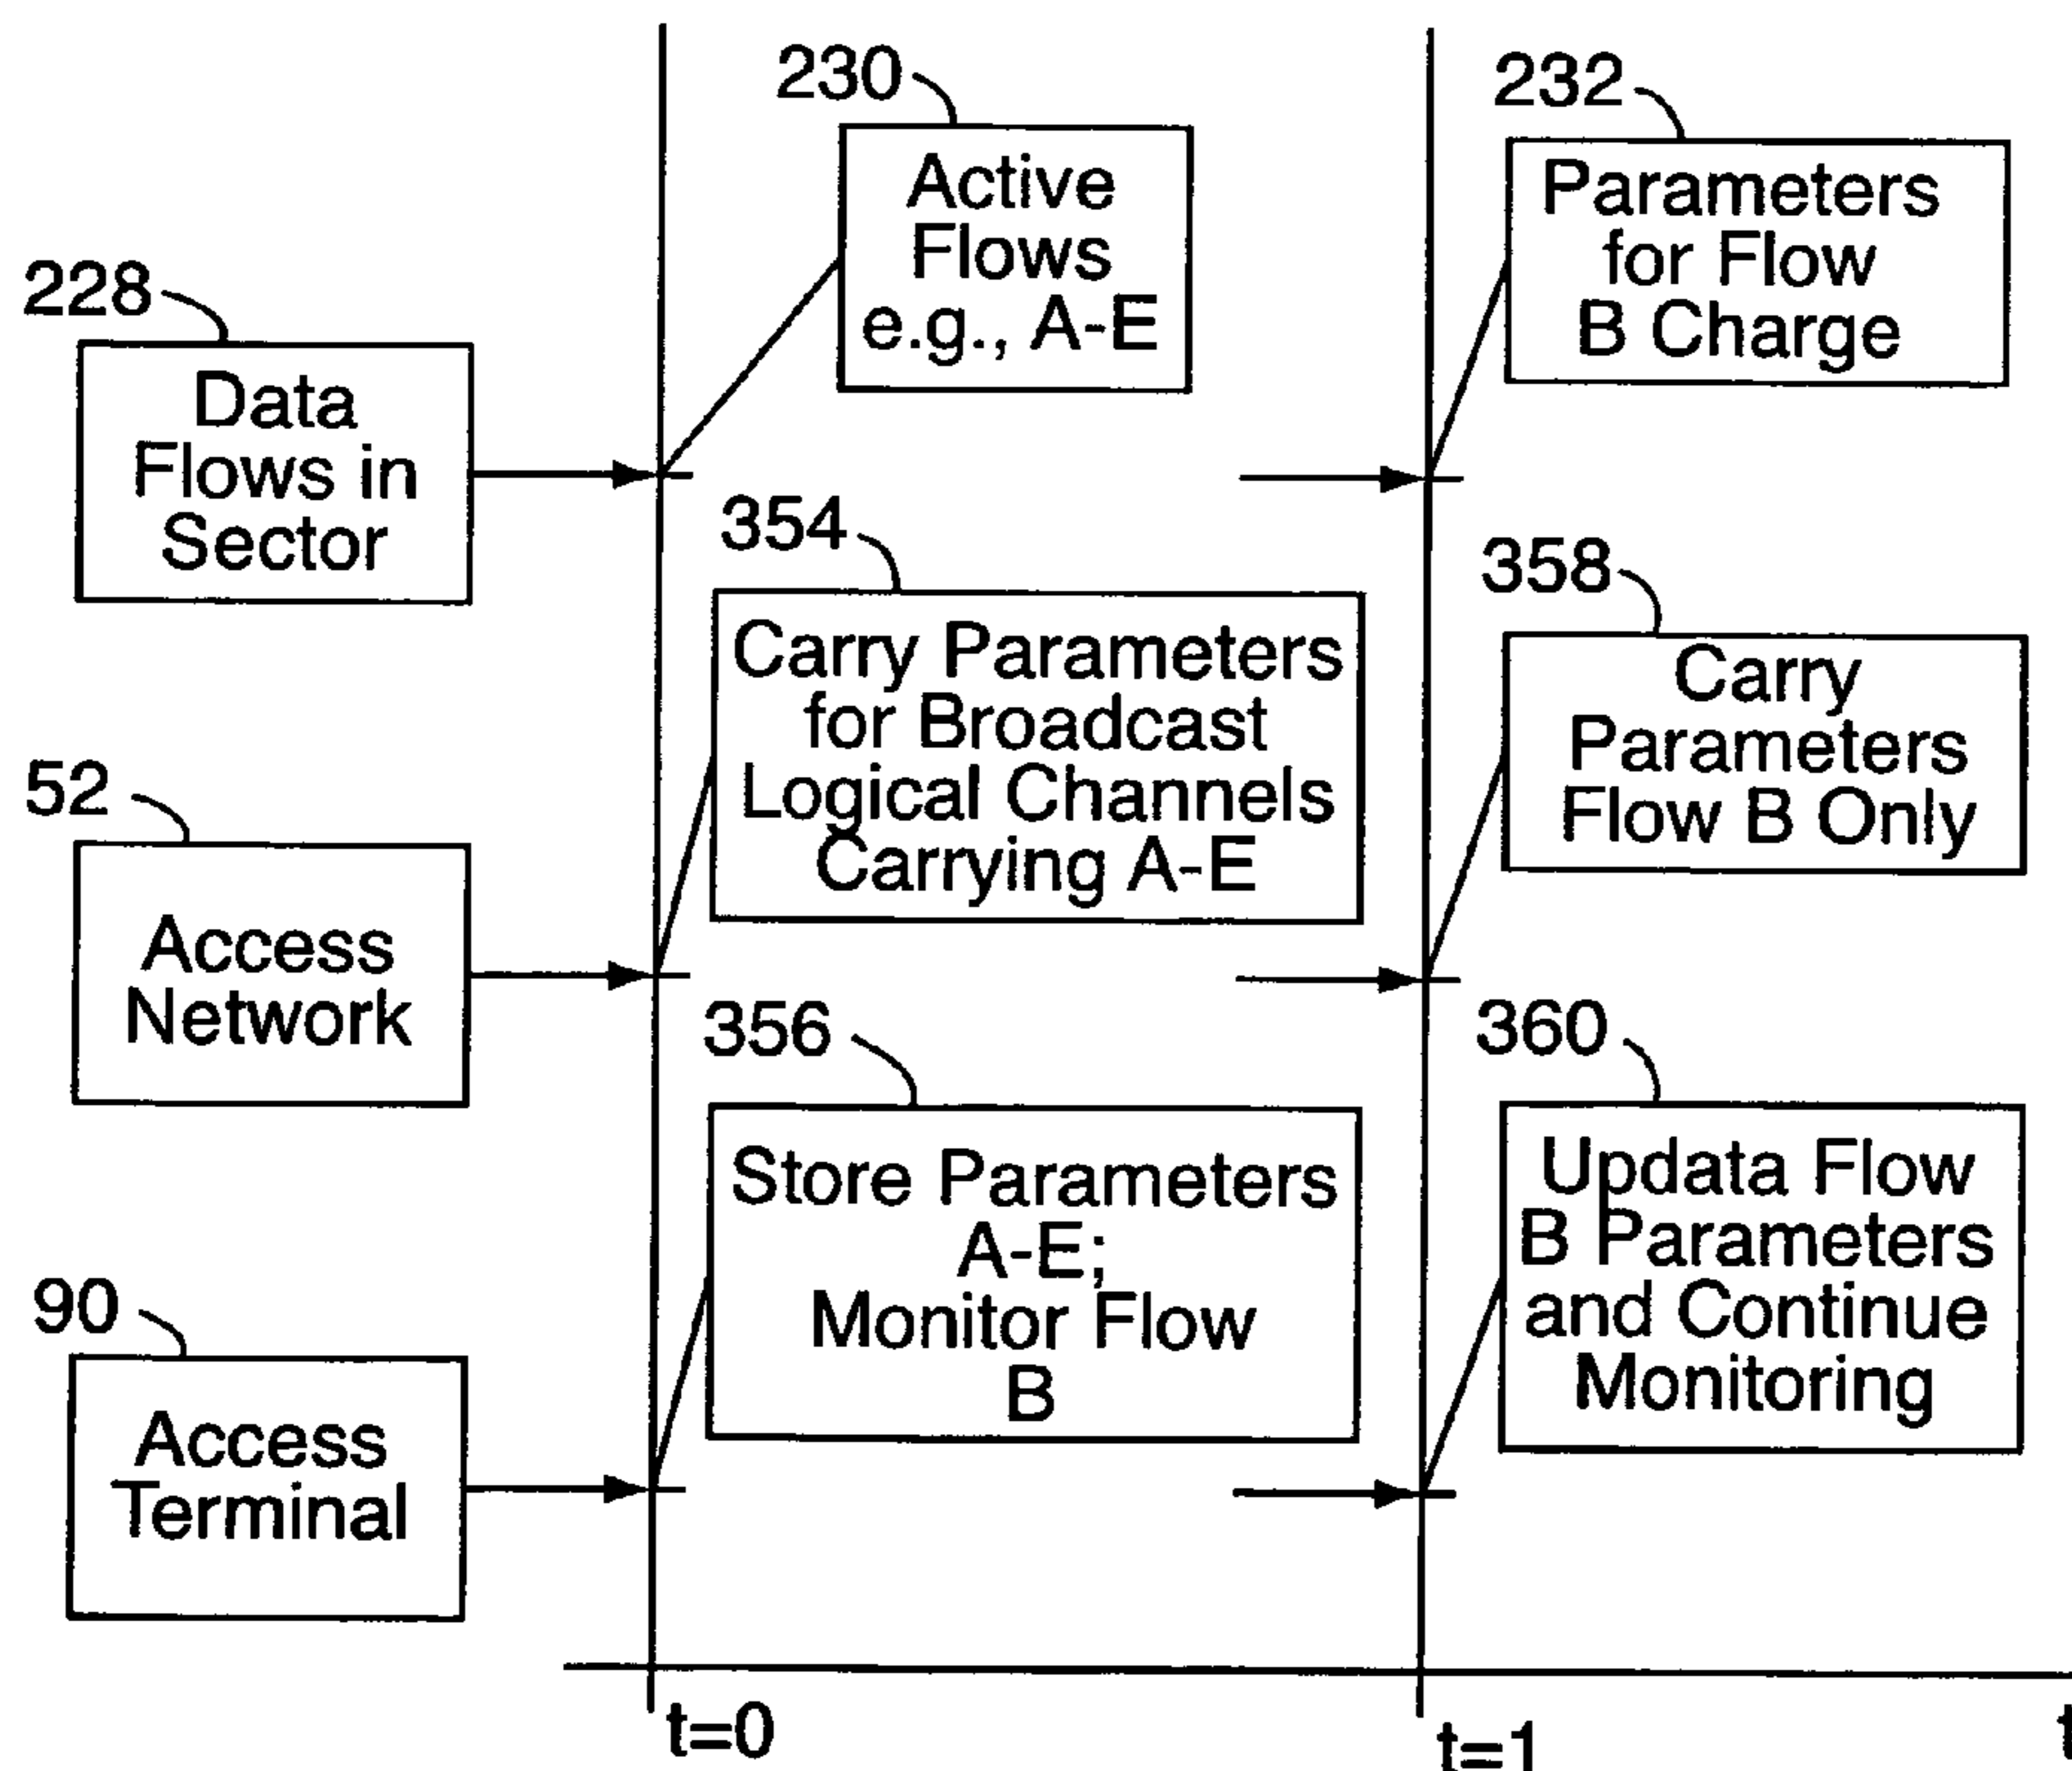 230
Active
Flows
e.g., A-E
232
Parameters
for Flow
B Charge
228
Data
Flows in
Sector
354
Carry Parameters
for Broadcast
Logical Channels
Carrying A-E
358
Carry
Parameters
Flow B Only
52
Access
Network
356
Store Parameters
A-E;
Monitor Flow
B
360
Updata Flow
B Parameters
and Continue
Monitoring
90
Access
Terminal
t=0
t=1
t